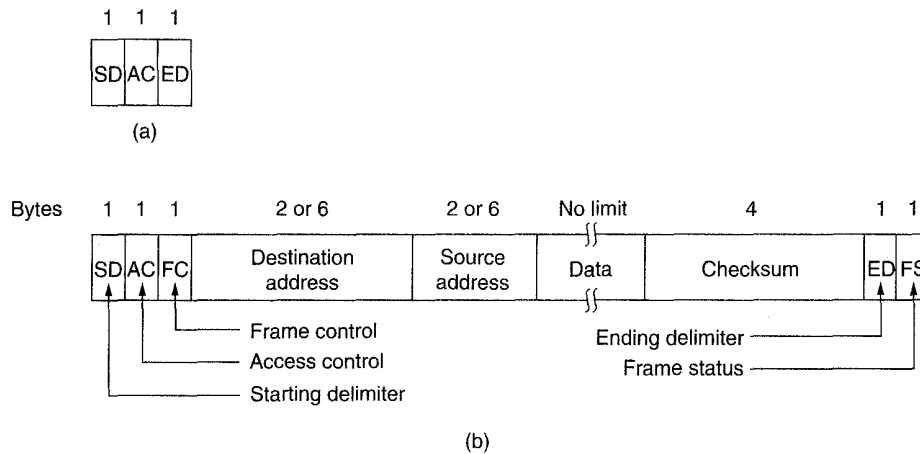 1 1 1
SD AC ED
(a)
Bytes 1 1 1 2 or 6 2 or 6 No limit 4 1 1
SD AC FC Destination address Source address Data Checksum ED FS
Frame control
Access control
Starting delimiter
Ending delimiter
Frame status
(b)